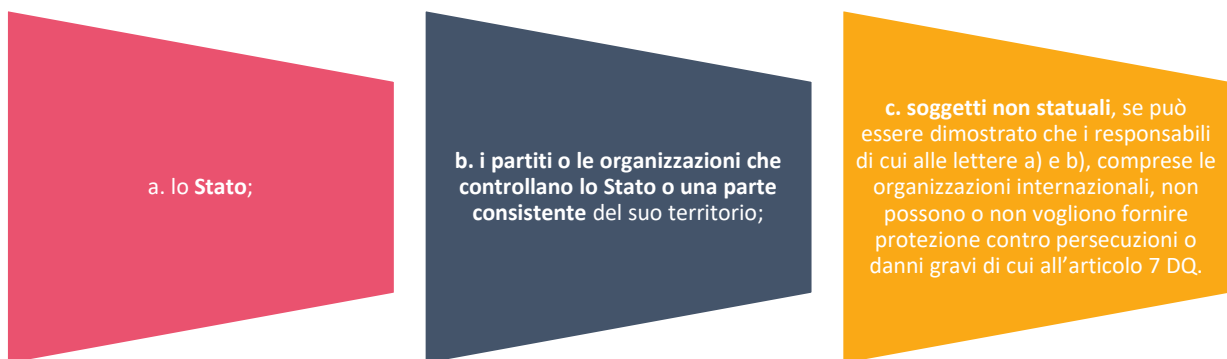 a. lo Stato;
b. i partiti o le organizzazioni che
controllano lo Stato o una parte
consistente del suo territorio;
c. soggetti non statuali, se può
essere dimostrato che i responsabili
di cui alle lettere a) e b), comprese le
organizzazioni internazionali, non
possono o non vogliono fornire
protezione contro persecuzioni o
danni gravi di cui all’articolo 7 DQ.